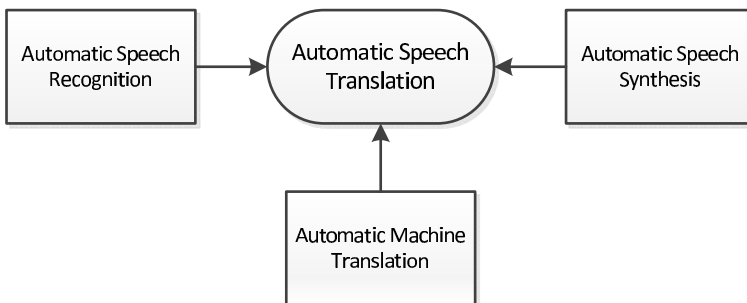 Automatic Speech
Recognition
Automatic Speech
Translation
Automatic Speech
Synthesis
Automatic Machine
Translation